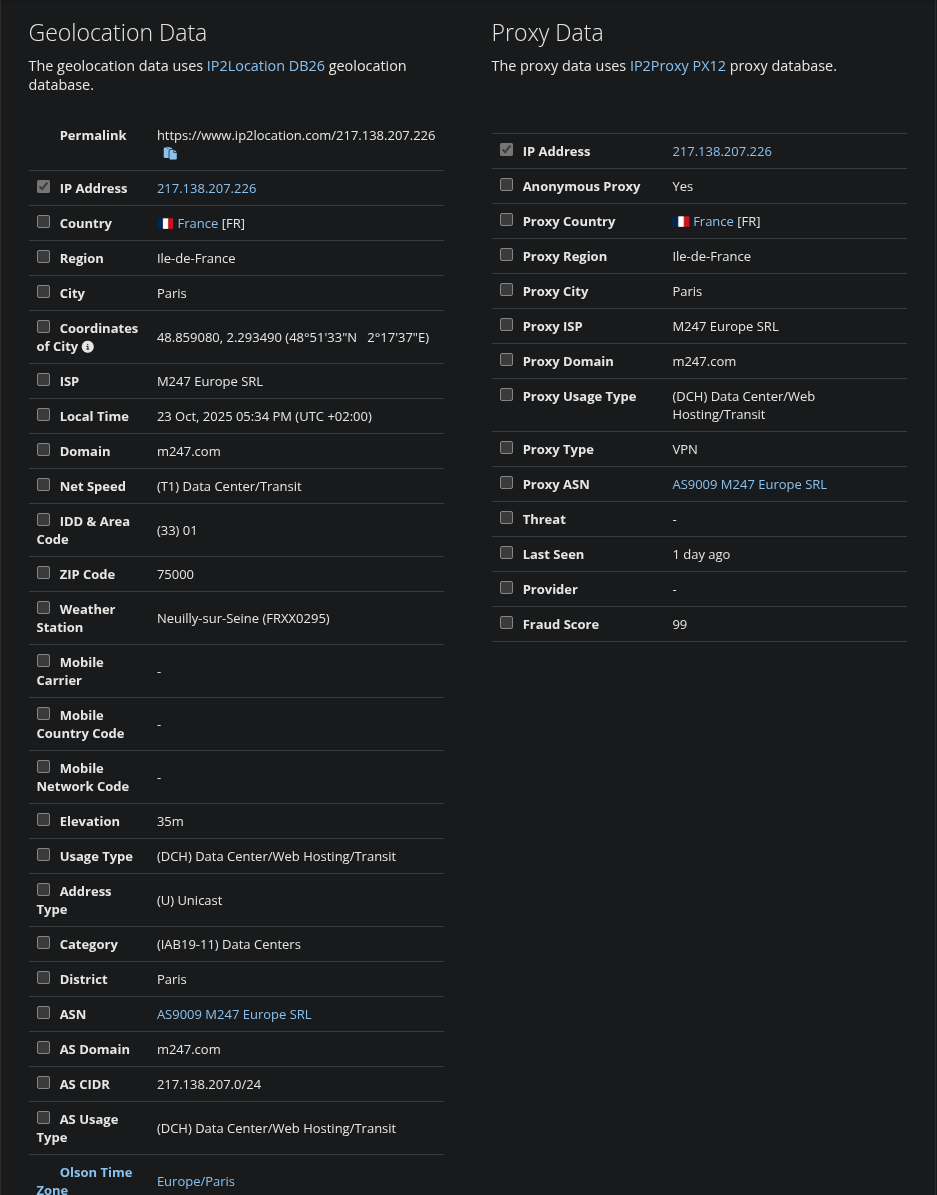 Geolocation Data
The geolocation data uses IP2Location DB26 geolocation
database.
Permalink https://www.ip2location.com/217.138.207.226
IP Address 217.138.207.226
Country France [FR]
Region Ile-de-France
City Paris
Coordinates
of City 48.859080, 2.293490 (48°51'33"N 2°17'37"E)
ISP M247 Europe SRL
Local Time 23 Oct, 2025 05:34 PM (UTC +02:00)
Domain m247.com
Net Speed (T1) Data Center/Transit
IDD & Area
Code (33) 01
ZIP Code 75000
Weather
Station Neuilly-sur-Seine (FRXX0295)
Mobile
Carrier -
Mobile
Country Code -
Mobile
Network Code -
Elevation 35m
Usage Type (DCH) Data Center/Web Hosting/Transit
Address
Type (U) Unicast
Category (IAB19-11) Data Centers
District Paris
ASN AS9009 M247 Europe SRL
AS Domain m247.com
AS CIDR 217.138.207.0/24
AS Usage
Type (DCH) Data Center/Web Hosting/Transit
Olson Time
Zone Europe/Paris
Proxy Data
The proxy data uses IP2Proxy PX12 proxy database.
IP Address 217.138.207.226
Anonymous Proxy Yes
Proxy Country France [FR]
Proxy Region Ile-de-France
Proxy City Paris
Proxy ISP M247 Europe SRL
Proxy Domain m247.com
Proxy Usage Type (DCH) Data Center/Web
Hosting/Transit
Proxy Type VPN
Proxy ASN AS9009 M247 Europe SRL
Threat -
Last Seen 1 day ago
Provider -
Fraud Score 99